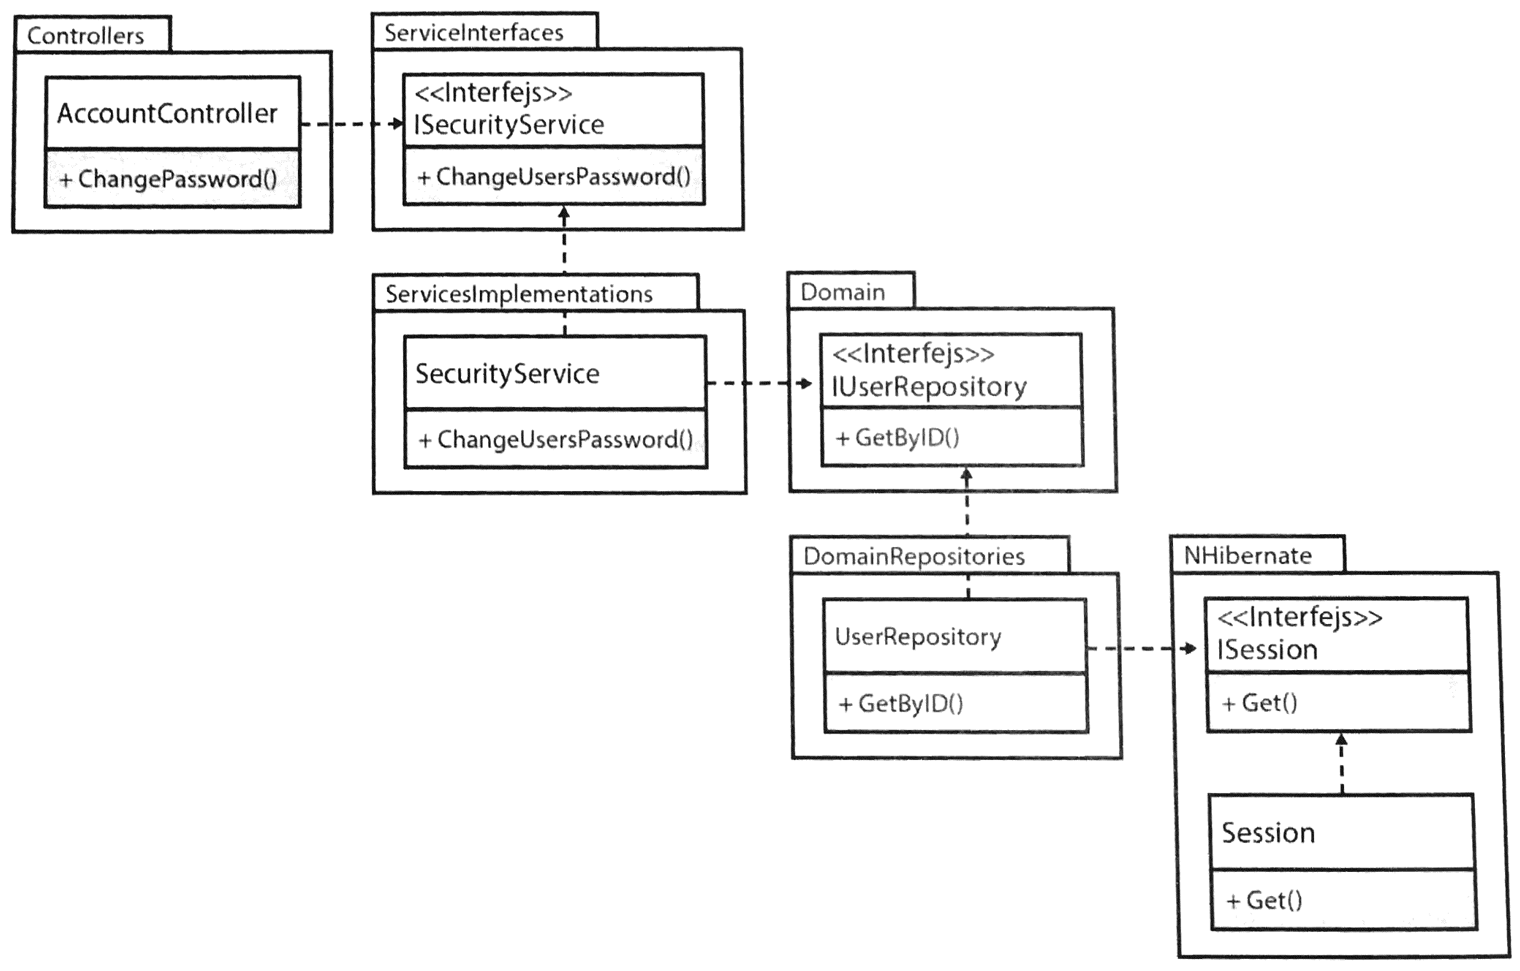 Controllers
AccountController
+ ChangePassword()
ServiceInterfaces
<<Interfejs>>
ISecurityService
+ ChangeUsersPassword()
ServicesImplementations
SecurityService
+ ChangeUsersPassword()
Domain
<<Interfejs>>
IUserRepository
+ GetByID()
DomainRepositories
UserRepository
+ GetByID()
NHibernate
<<Interfejs>>
ISession
+ Get()
Session
+ Get()